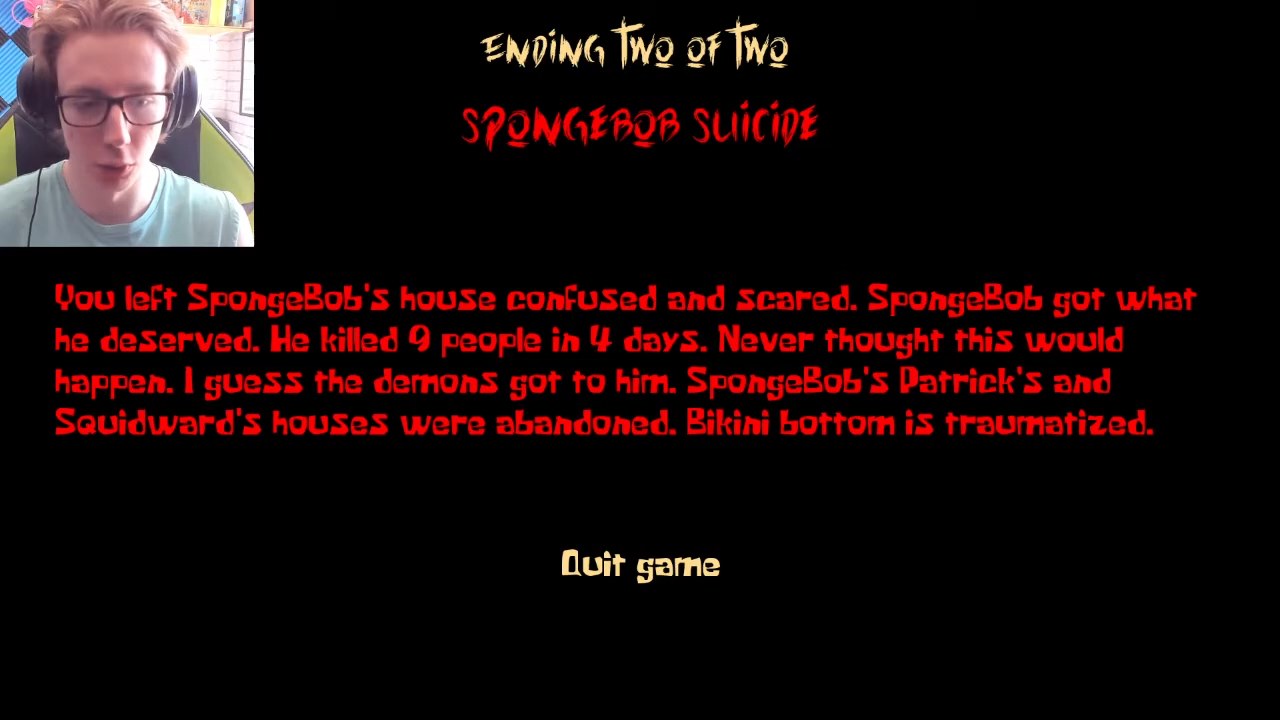 ENDING TWO OF TWO
SPONGEBOB SUICIDE
You left SpongeBob's house confused and scared. SpongeBob got what
he deserved. He killed 9 people in 4 days. Never thought this would
happen. I guess the demons got to him. SpongeBob's Patrick's and
Squidward's houses were abandoned. Bikini bottom is traumatized.
Quit game